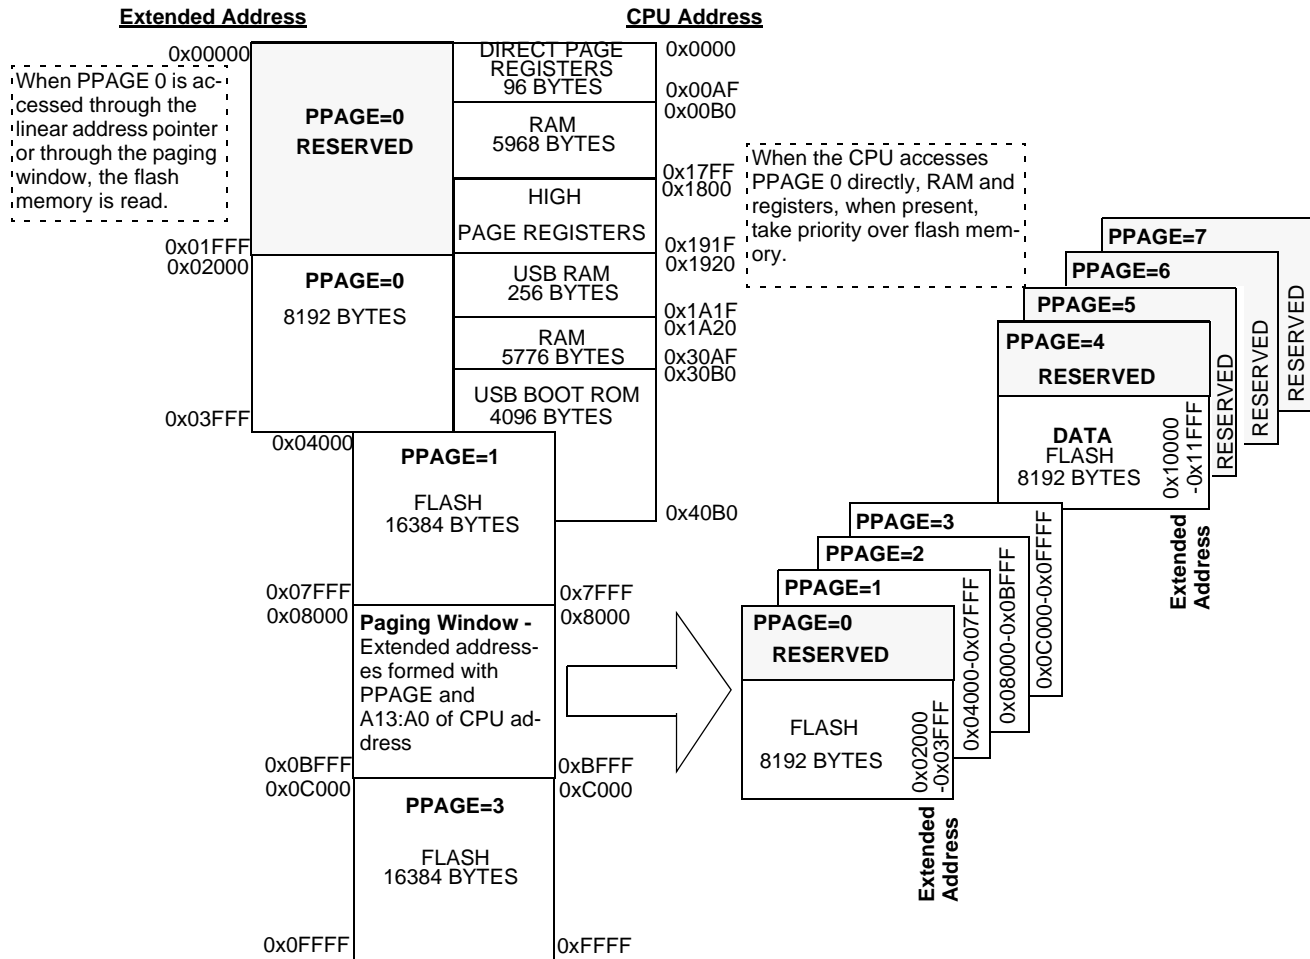 Extended Address
CPU Address
0x00000
When PPAGE 0 is ac-
cessed through the
linear address pointer
or through the paging
window, the flash
memory is read.
PPAGE=0
RESERVED
0x01FFF
0x02000
PPAGE=0
8192 BYTES
0x03FFF
DIRECT PAGE
REGISTERS
96 BYTES
RAM
5968 BYTES
HIGH
PAGE REGISTERS
USB RAM
256 BYTES
RAM
5776 BYTES
USB BOOT ROM
4096 BYTES
0x0000
0x00AF
0x00B0
0x17FF
0x1800
0x191F
0x1920
0x1A1F
0x1A20
0x30AF
0x30B0
0x40B0
When the CPU accesses
PPAGE 0 directly, RAM and
registers, when present,
take priority over flash mem-
ory.
0x04000
PPAGE=1
FLASH
16384 BYTES
0x07FFF
0x7FFF
0x08000
0x8000
Paging Window -
Extended address-
es formed with
PPAGE and
A13:A0 of CPU ad-
dress
0x0BFFF
0xBFFF
0x0C000
0xC000
PPAGE=3
FLASH
16384 BYTES
0x0FFFF
0xFFFF
PPAGE=7
RESERVED
PPAGE=6
RESERVED
PPAGE=5
RESERVED
PPAGE=4
RESERVED
DATA
FLASH
8192 BYTES
0x10000
-0x11FFF
Extended
Address
PPAGE=3
0x0C000-0x0FFFF
PPAGE=2
0x08000-0x0BFFF
PPAGE=1
0x04000-0x07FFF
PPAGE=0
RESERVED
FLASH
8192 BYTES
0x02000
-0x03FFF
Extended
Address